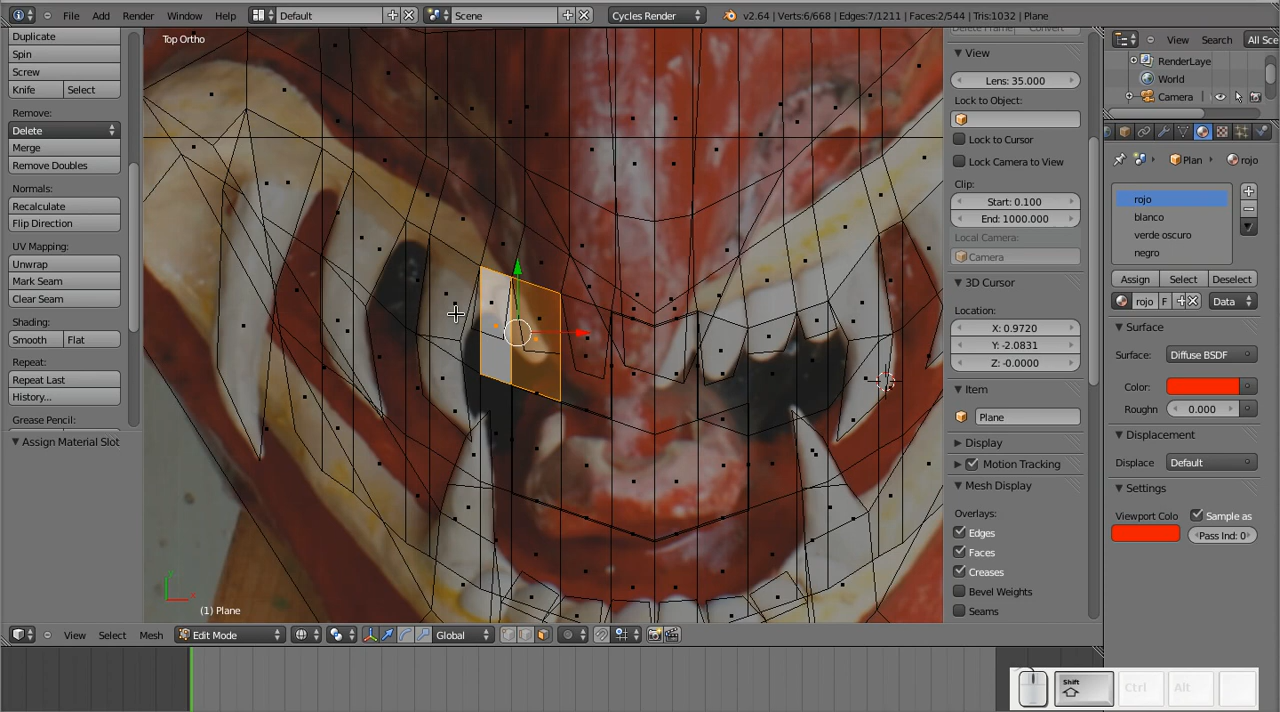 File Add Render Window Help Default Scene Cycles Render v2.64 | Verts:6/668 | Edges:7/1211 | Faces:2/544 | Tris:1032 | Plane
Duplicate
Spin
Screw
Knife Select
Remove:
Delete
Merge
Remove Doubles
Normals:
Recalculate
Flip Direction
UV Mapping:
Unwrap
Mark Seam
Clear Seam
Shading:
Smooth Flat
Repeat:
Repeat Last
History...
Grease Pencil:
Assign Material Slot
Top Ortho
(1) Plane
View
Lens: 35.000
Lock to Object:
Lock to Cursor
Lock Camera to View
Clip:
Start: 0.100
End: 1000.000
Local Camera:
Camera
3D Cursor
Location:
X: 0.9720
Y: -2.0831
Z: -0.0000
Item
Plane
Display
Motion Tracking
Mesh Display
Overlays:
Edges
Faces
Creases
Bevel Weights
Seams
View Search All Sce
RenderLaye
World
Camera
Plan rojo
rojo
blanco
verde oscuro
negro
Assign Select Deselect
rojo F Data
Surface
Surface: Diffuse BSDF
Color:
Roughn 0.000
Displacement
Displace Default
Settings
Viewport Colo Sample as
Pass Ind: 0
View Select Mesh Edit Mode Global
Shift Ctrl Alt